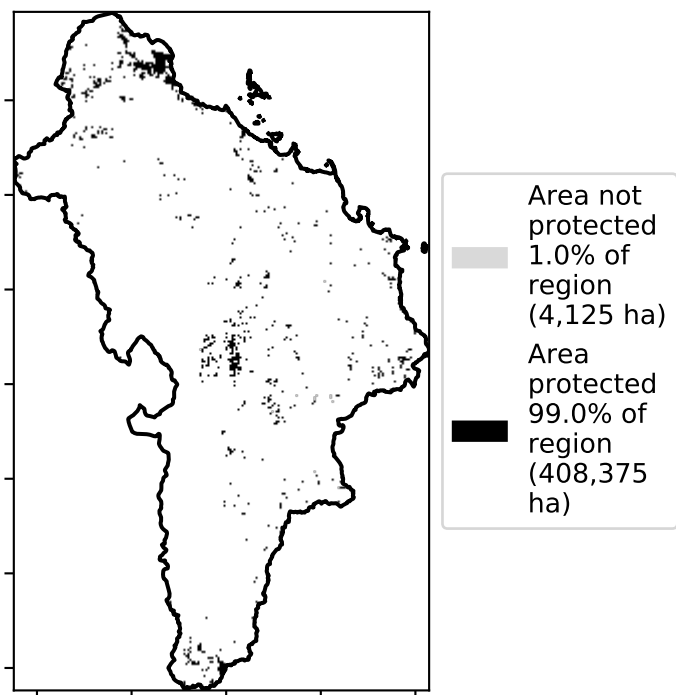 Area not
protected
1.0% of
region
(4,125 ha)
Area
protected
99.0% of
region
(408,375
ha)